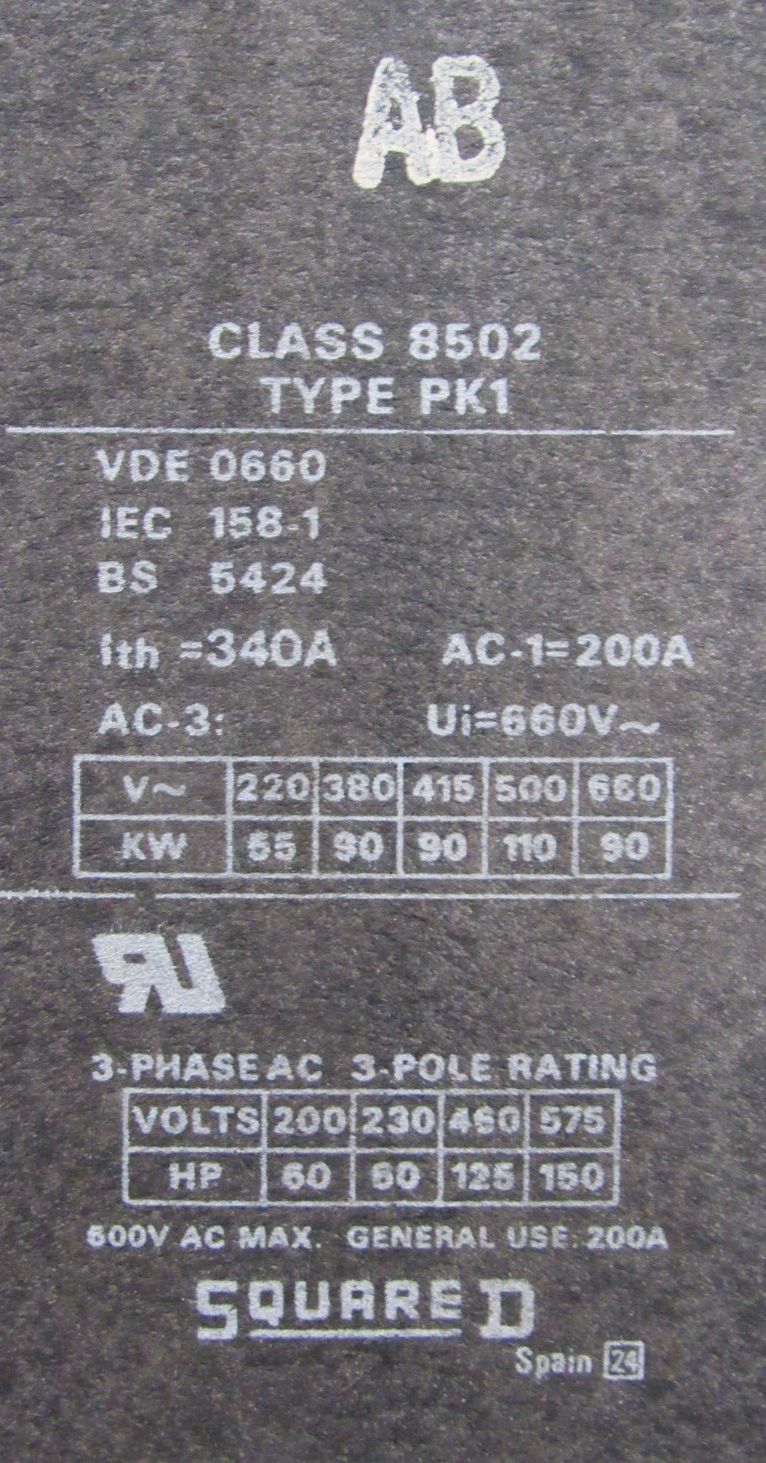 AB
CLASS 8502
TYPE PK1
VDE 0660
IEC 158-1
BS 5424
Ith =340A AC-1=200A
AC-3: Ui=660V~
V~ 220 380 415 500 660
KW 55 90 90 110 90
RU
3-PHASE AC 3-POLE RATING
VOLTS 200 230 460 575
HP 60 60 125 150
600V AC MAX. GENERAL USE: 200A
SQUARE D
Spain 24